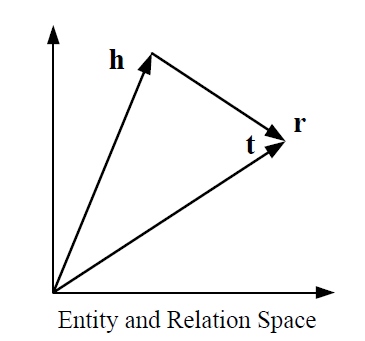 h
r
t
Entity and Relation Space